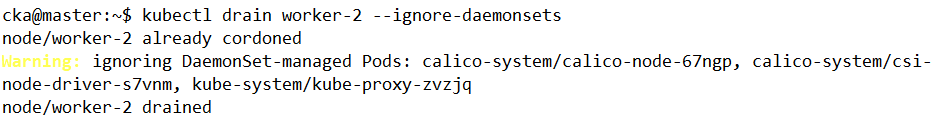 cka@master:~$ kubectl drain worker-2 --ignore-daemonsets
node/worker-2 already cordoned
Warning: ignoring DaemonSet-managed Pods: calico-system/calico-node-67ngp, calico-system/csi-
node-driver-s7vnm, kube-system/kube-proxy-zvzjq
node/worker-2 drained